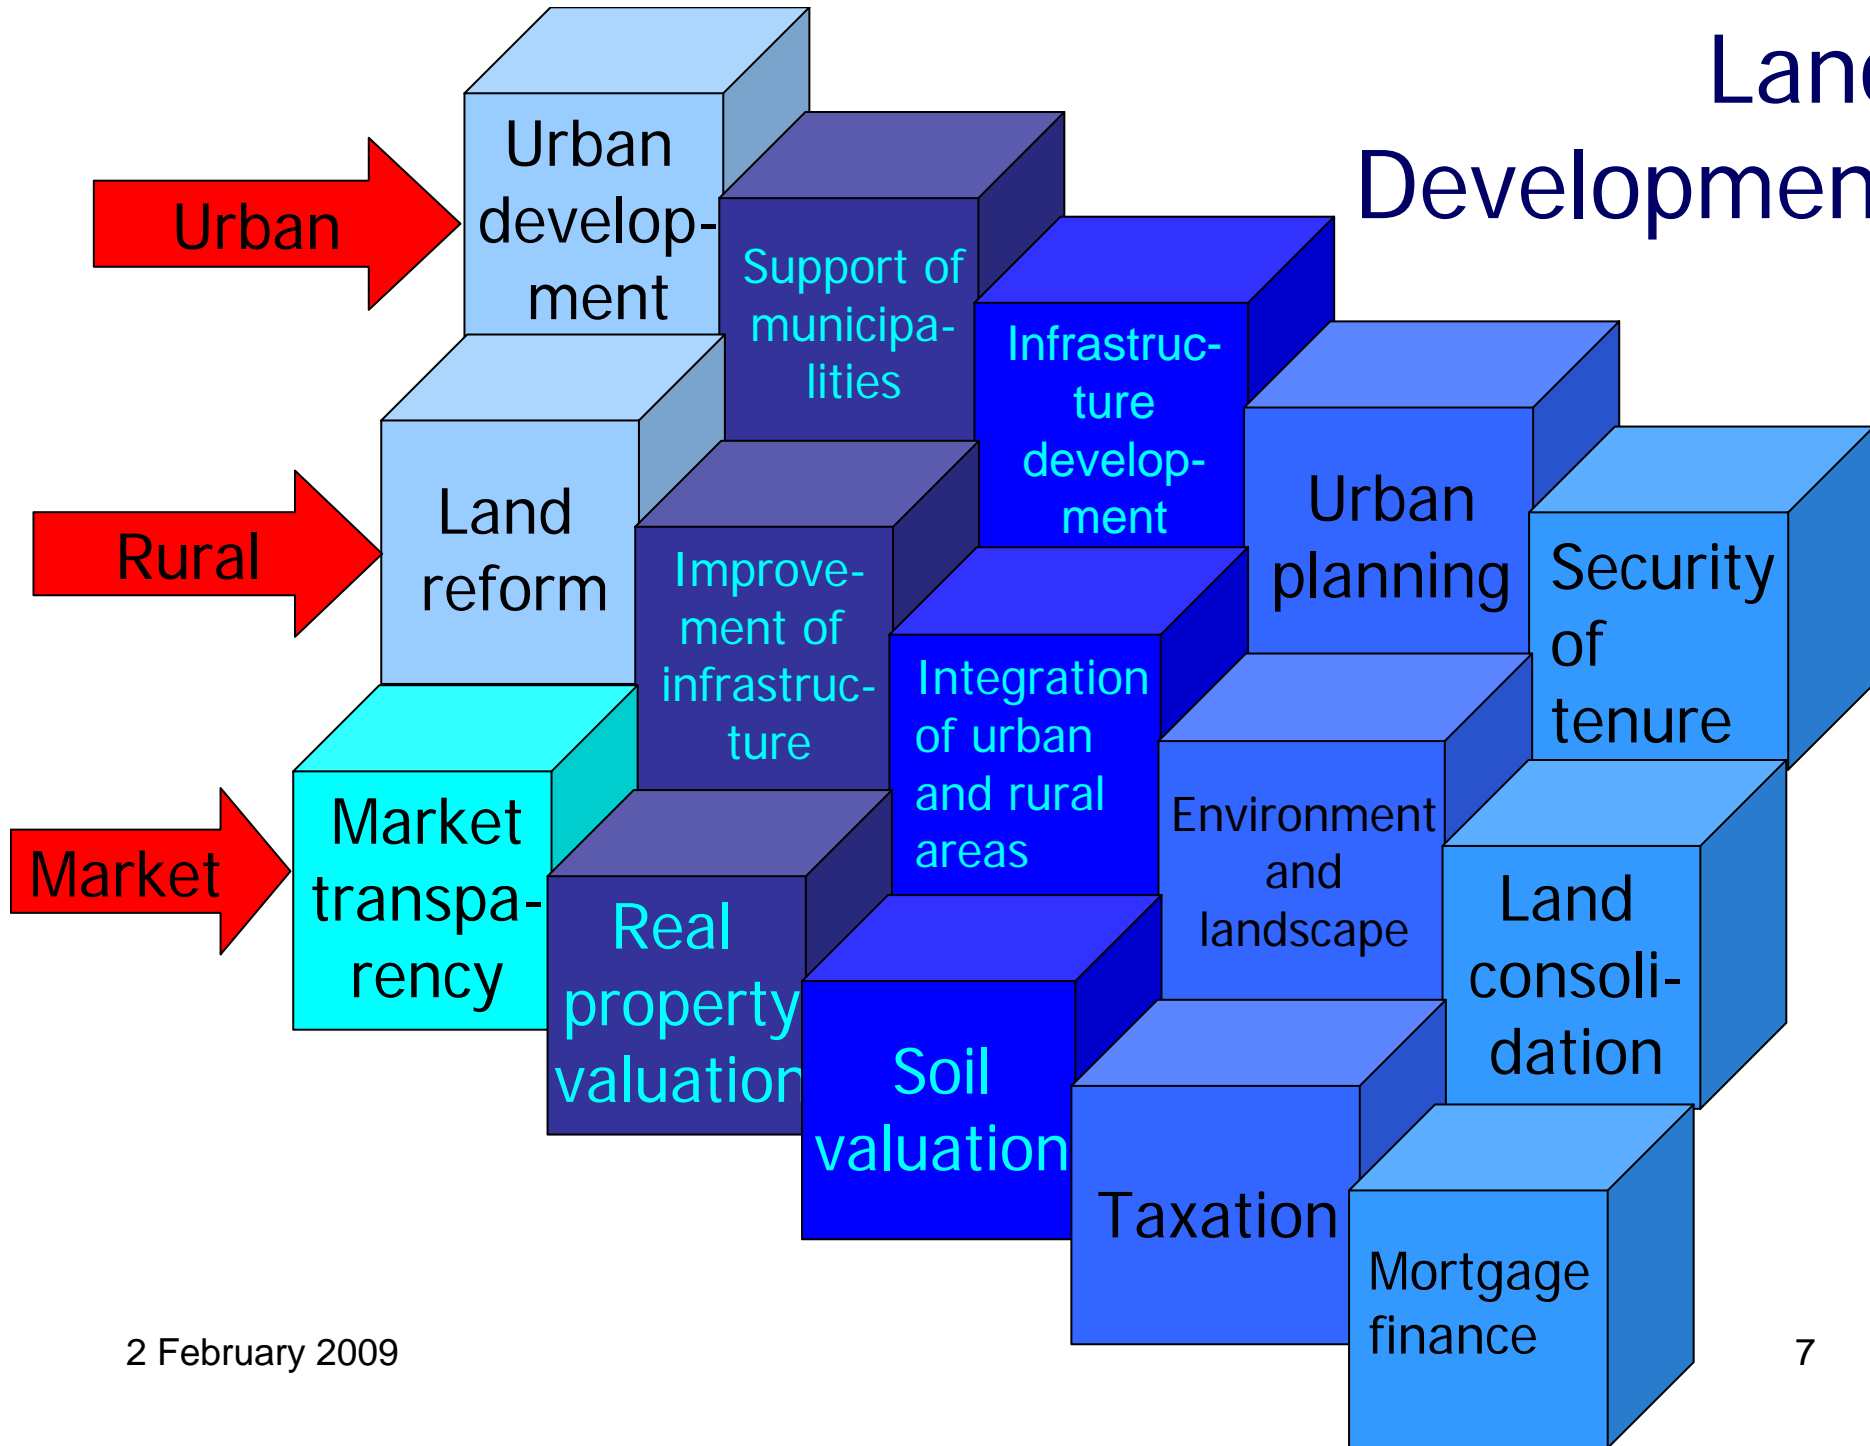 Lan
Developmen
Urban
Urban
develop-
ment
Support of
municipa-
lities
Infrastruc-
ture
develop-
ment
Urban
planning
Security
of
tenure
Rural
Land
reform
Improve-
ment of
infrastruc-
ture
Integration
of urban
and rural
areas
Environment
and
landscape
Land
consoli-
dation
Market
Market
transpa-
rency
Real
property
valuation
Soil
valuation
Taxation
Mortgage
finance
2 February 2009
7